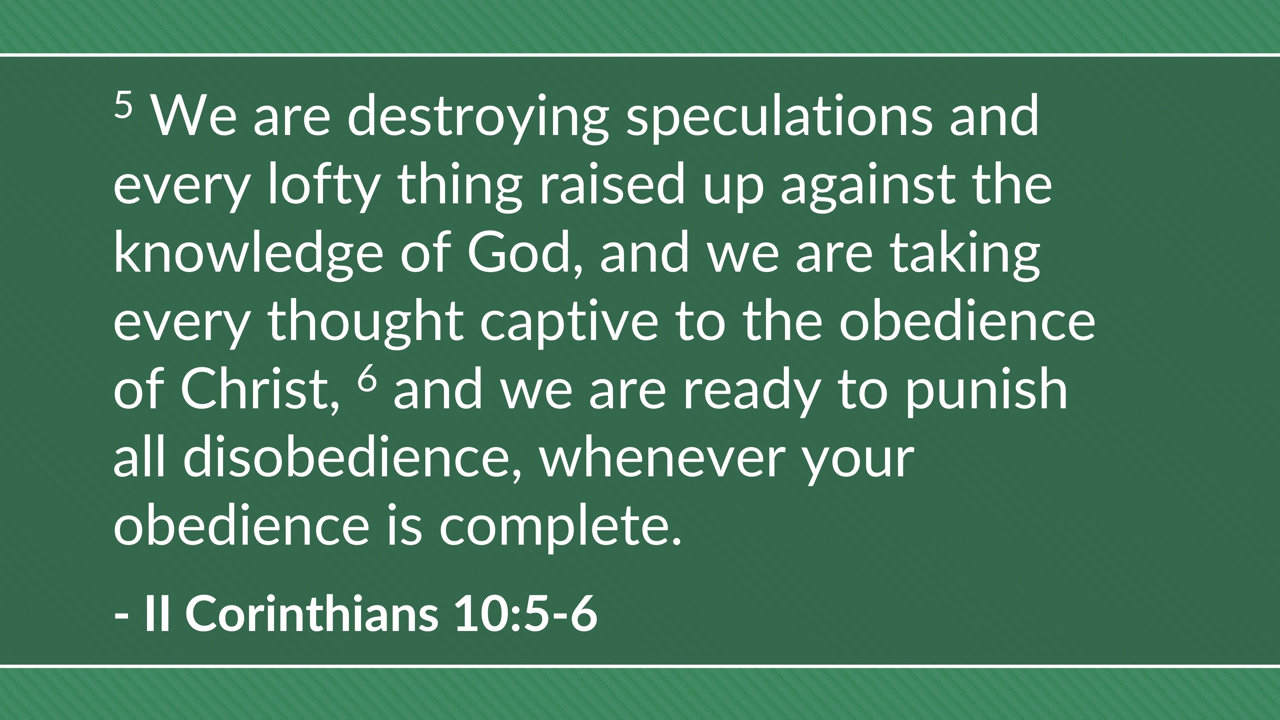 5 We are destroying speculations and
every lofty thing raised up against the
knowledge of God, and we are taking
every thought captive to the obedience
of Christ, 6 and we are ready to punish
all disobedience, whenever your
obedience is complete.
- II Corinthians 10:5-6